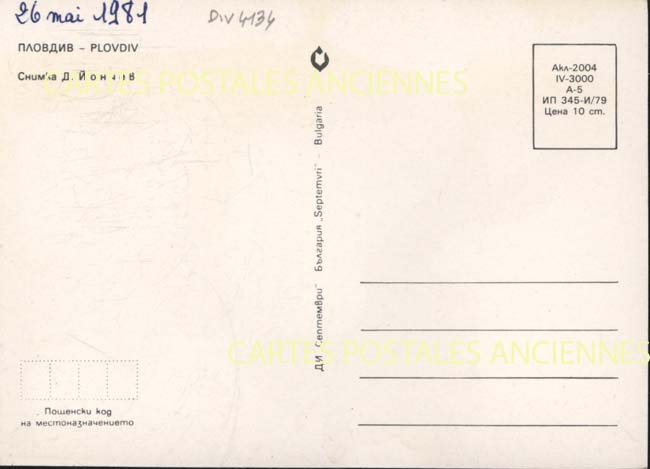 26 mai 1981
Div 4134
ПЛОВДИВ – PLOVDIV
Снимка Д. Йончев
CARTES POSTALES ANCIENNES
Акл-2004
IV-3000
А-5
ИП 345-И/79
Цена 10 ст.
ДИ „Септември" България „Septemvri" - Bulgaria
CARTES POSTALES ANCIENNES
Пощенски код
на местоназначението